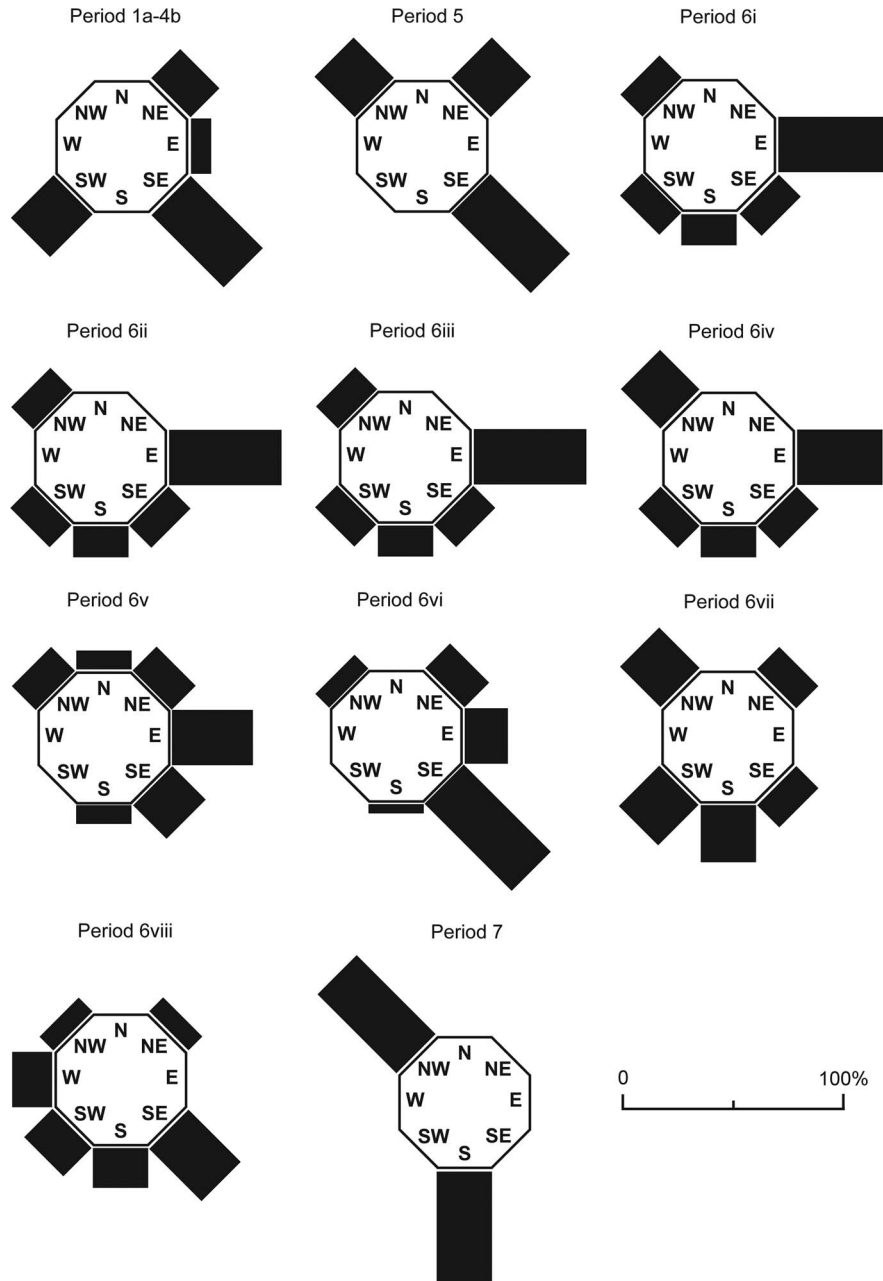 Period 1a-4b
Period 5
Period 6i
N
NW NE
W E
SW SE
S
N
NW NE
W E
SW SE
S
N
NW NE
W E
SW SE
S
Period 6ii
Period 6iii
Period 6iv
N
NW NE
W E
SW SE
S
N
NW NE
W E
SW SE
S
N
NW NE
W E
SW SE
S
Period 6v
Period 6vi
Period 6vii
N
NW NE
W E
SW SE
S
N
NW NE
W E
SW SE
S
N
NW NE
W E
SW SE
S
Period 6viii
Period 7
N
NW NE
W E
SW SE
S
N
NW NE
W E
SW SE
S
0 100%